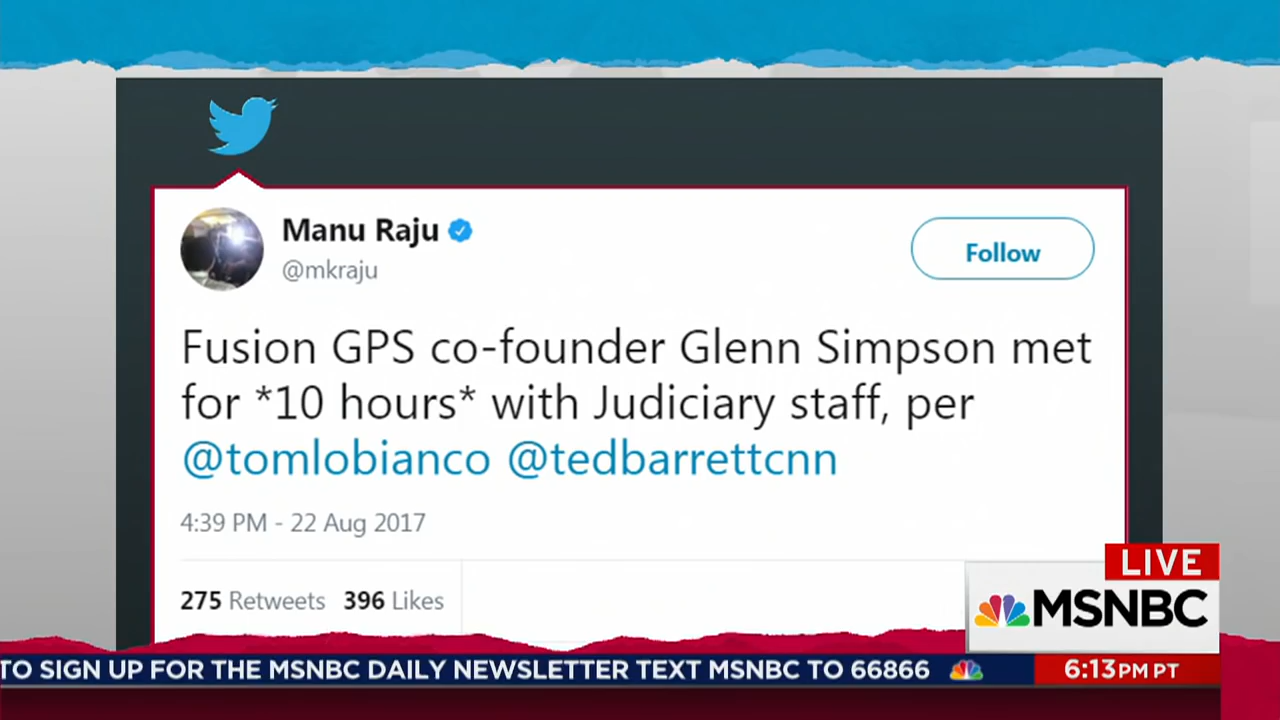 Manu Raju
@mkraju
Follow
Fusion GPS co-founder Glenn Simpson met
for *10 hours* with Judiciary staff, per
@tomlobianco @tedbarrettcnn
4:39 PM - 22 Aug 2017
275 Retweets 396 Likes
LIVE
MSNBC
TO SIGN UP FOR THE MSNBC DAILY NEWSLETTER TEXT MSNBC TO 66866
6:13PM PT